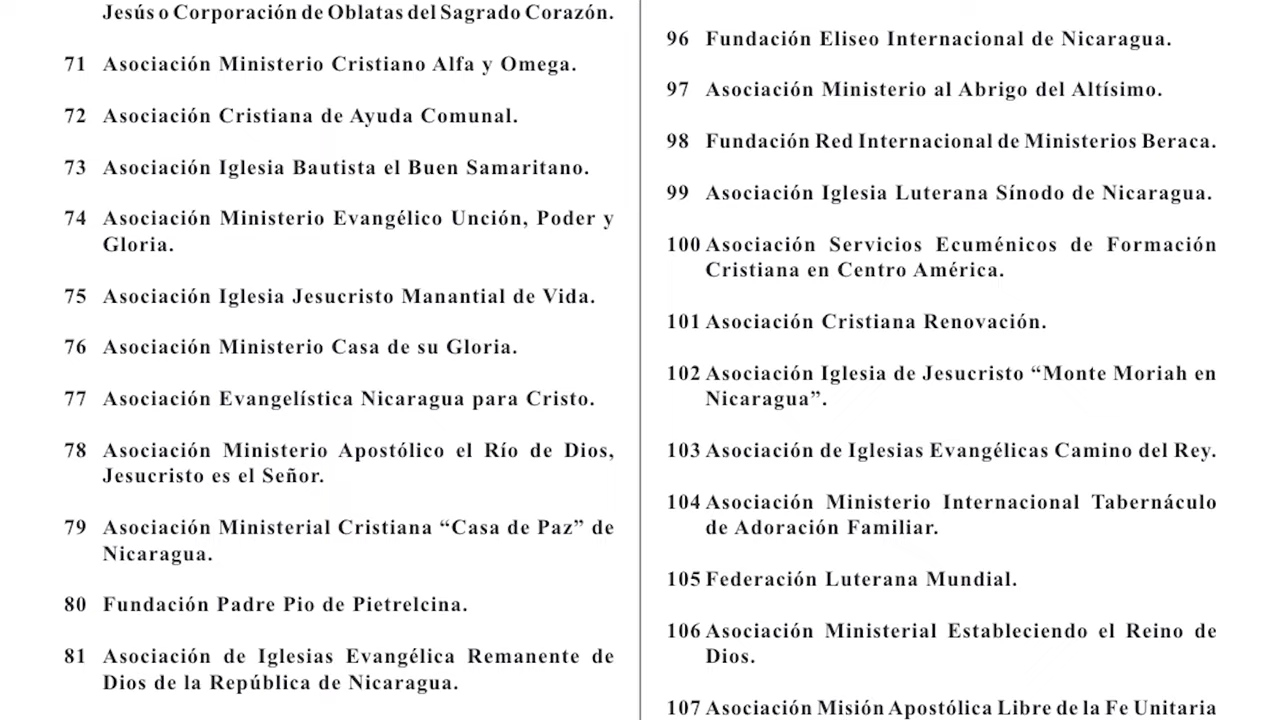 Jesús o Corporación de Oblatas del Sagrado Corazón.
71 Asociación Ministerio Cristiano Alfa y Omega.
72 Asociación Cristiana de Ayuda Comunal.
73 Asociación Iglesia Bautista el Buen Samaritano.
74 Asociación Ministerio Evangélico Unción, Poder y
Gloria.
75 Asociación Iglesia Jesucristo Manantial de Vida.
76 Asociación Ministerio Casa de su Gloria.
77 Asociación Evangelística Nicaragua para Cristo.
78 Asociación Ministerio Apostólico el Río de Dios,
Jesucristo es el Señor.
79 Asociación Ministerial Cristiana “Casa de Paz” de
Nicaragua.
80 Fundación Padre Pio de Pietrelcina.
81 Asociación de Iglesias Evangélica Remanente de
Dios de la República de Nicaragua.
96 Fundación Eliseo Internacional de Nicaragua.
97 Asociación Ministerio al Abrigo del Altísimo.
98 Fundación Red Internacional de Ministerios Beraca.
99 Asociación Iglesia Luterana Sínodo de Nicaragua.
100 Asociación Servicios Ecuménicos de Formación
Cristiana en Centro América.
101 Asociación Cristiana Renovación.
102 Asociación Iglesia de Jesucristo “Monte Moriah en
Nicaragua”.
103 Asociación de Iglesias Evangélicas Camino del Rey.
104 Asociación Ministerio Internacional Tabernáculo
de Adoración Familiar.
105 Federación Luterana Mundial.
106 Asociación Ministerial Estableciendo el Reino de
Dios.
107 Asociación Misión Apostólica Libre de la Fe Unitaria